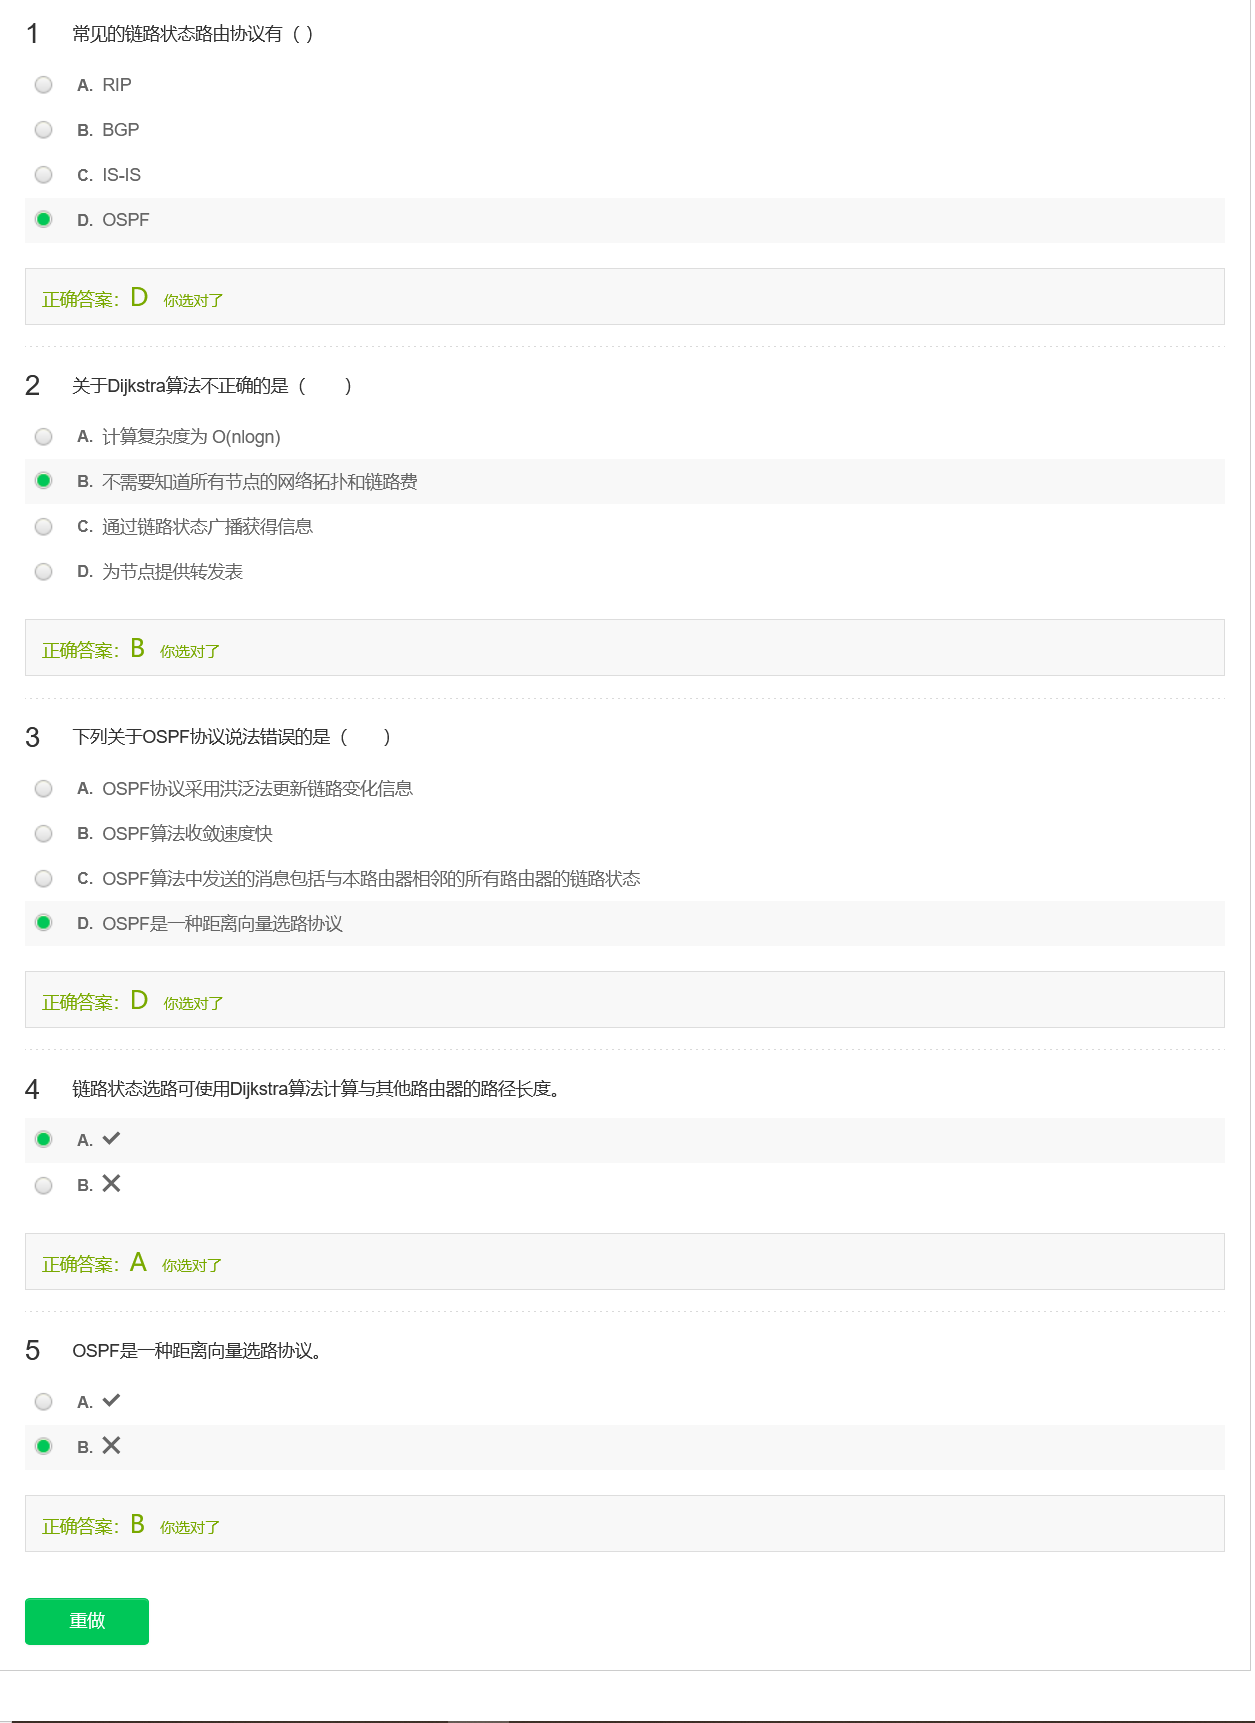 1 常见的链路状态路由协议有（ ）
A. RIP
B. BGP
C. IS-IS
D. OSPF
正确答案：D 你选对了
2 关于Dijkstra算法不正确的是（ ）
A. 计算复杂度为 O(nlogn)
B. 不需要知道所有节点的网络拓扑和链路费
C. 通过链路状态广播获得信息
D. 为节点提供转发表
正确答案：B 你选对了
3 下列关于OSPF协议说法错误的是（ ）
A. OSPF协议采用洪泛法更新链路变化信息
B. OSPF算法收敛速度快
C. OSPF算法中发送的消息包括与本路由器相邻的所有路由器的链路状态
D. OSPF是一种距离向量选路协议
正确答案：D 你选对了
4 链路状态选路可使用Dijkstra算法计算与其他路由器的路径长度。
A. ✔
B. ✕
正确答案：A 你选对了
5 OSPF是一种距离向量选路协议。
A. ✔
B. ✕
正确答案：B 你选对了
重做